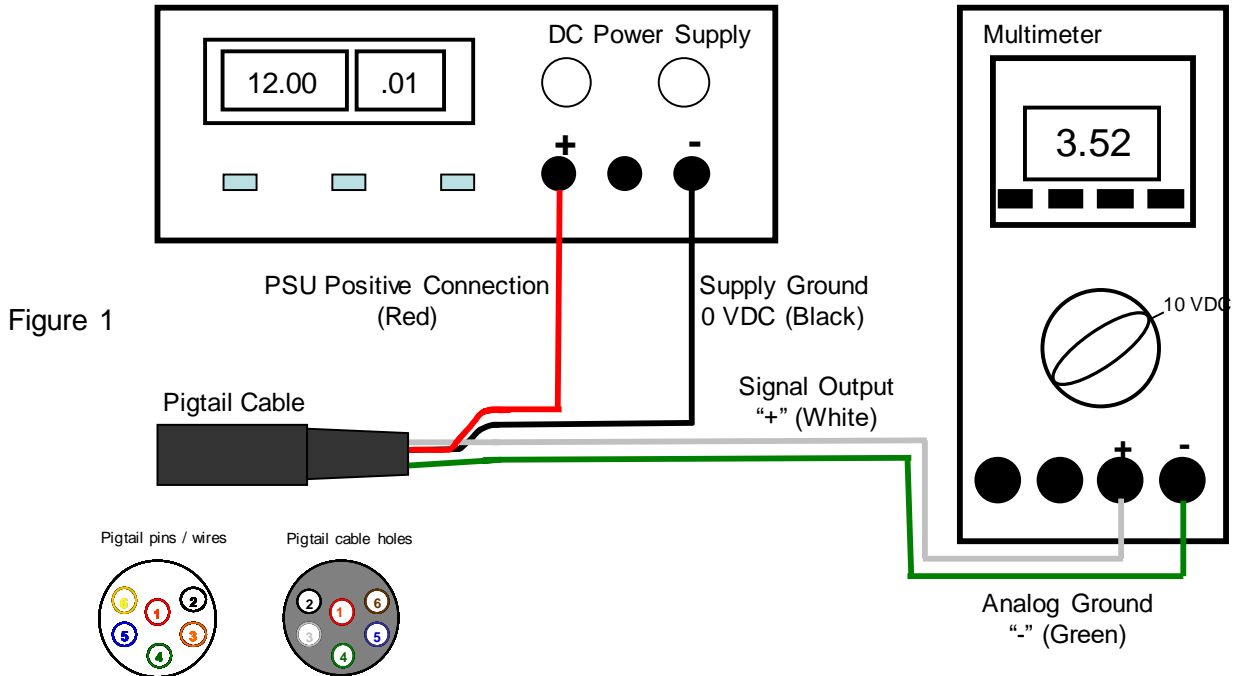 DC Power Supply
12.00
.01
+
-
Multimeter
3.52
10 VDC
+
-
PSU Positive Connection
(Red)
Supply Ground
0 VDC (Black)
Figure 1
Pigtail Cable
Signal Output
“+” (White)
Analog Ground
“-” (Green)
Pigtail pins / wires
6
1
2
5
3
4
Pigtail cable holes
2
1
6
3
5
4